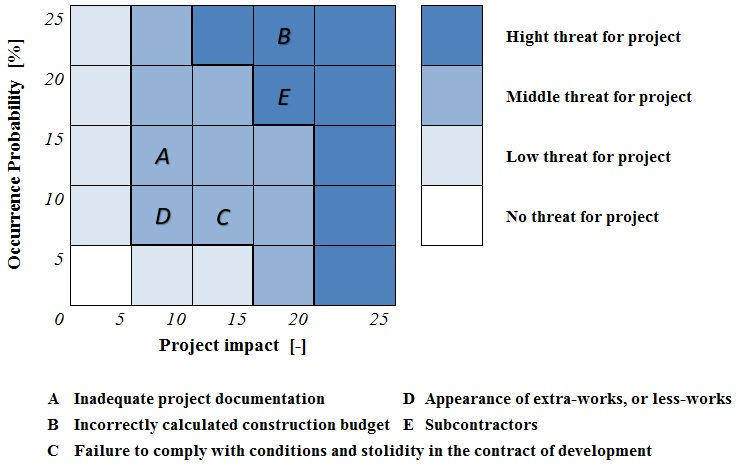 25
B
Hight threat for project
20
E
Middle threat for project
15
A
Low threat for project
10
D
C
No threat for project
5
Occurrence Probability [%]
0
5
10
15
20
25
Project impact [-]
A Inadequate project documentation
D Appearance of extra-works, or less-works
B Incorrectly calculated construction budget
E Subcontractors
C Failure to comply with conditions and stolidity in the contract of development